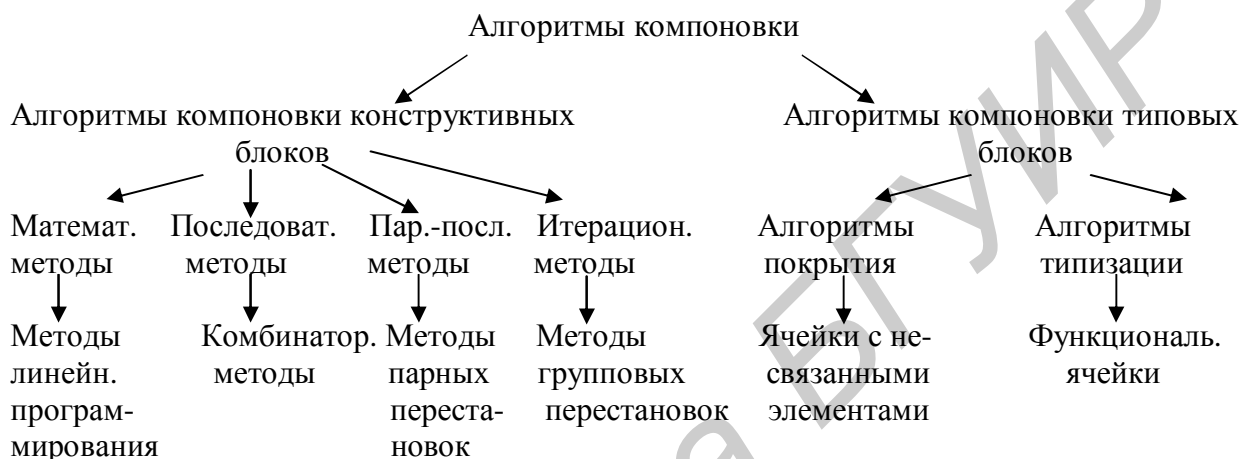 Алгоритмы компоновки
Алгоритмы компоновки конструктивных
блоков
Алгоритмы компоновки типовых
блоков
Математ.
методы
Последоват.
методы
Пар.-посл.
методы
Итерацион.
методы
Алгоритмы
покрытия
Алгоритмы
типизации
Методы
линейн.
програм-
мирования
Комбинатор.
методы
Методы
парных
переста-
новок
Методы
групповых
перестановок
Ячейки с не-
связанными
элементами
Функциональ.
ячейки
а БГУИР